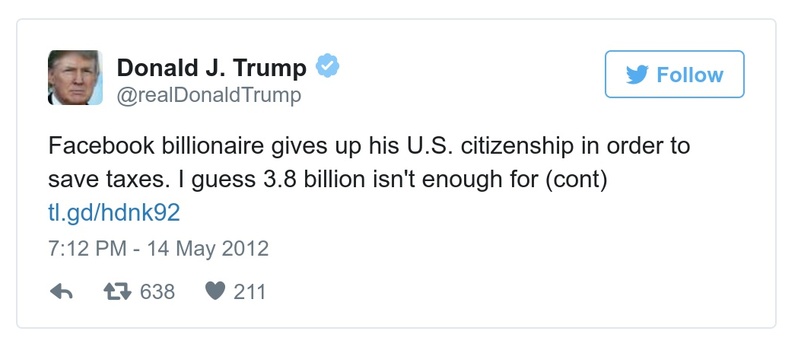 Donald J. Trump
@realDonaldTrump
Follow
Facebook billionaire gives up his U.S. citizenship in order to
save taxes. I guess 3.8 billion isn't enough for (cont)
tl.gd/hdnk92
7:12 PM - 14 May 2012
638 211